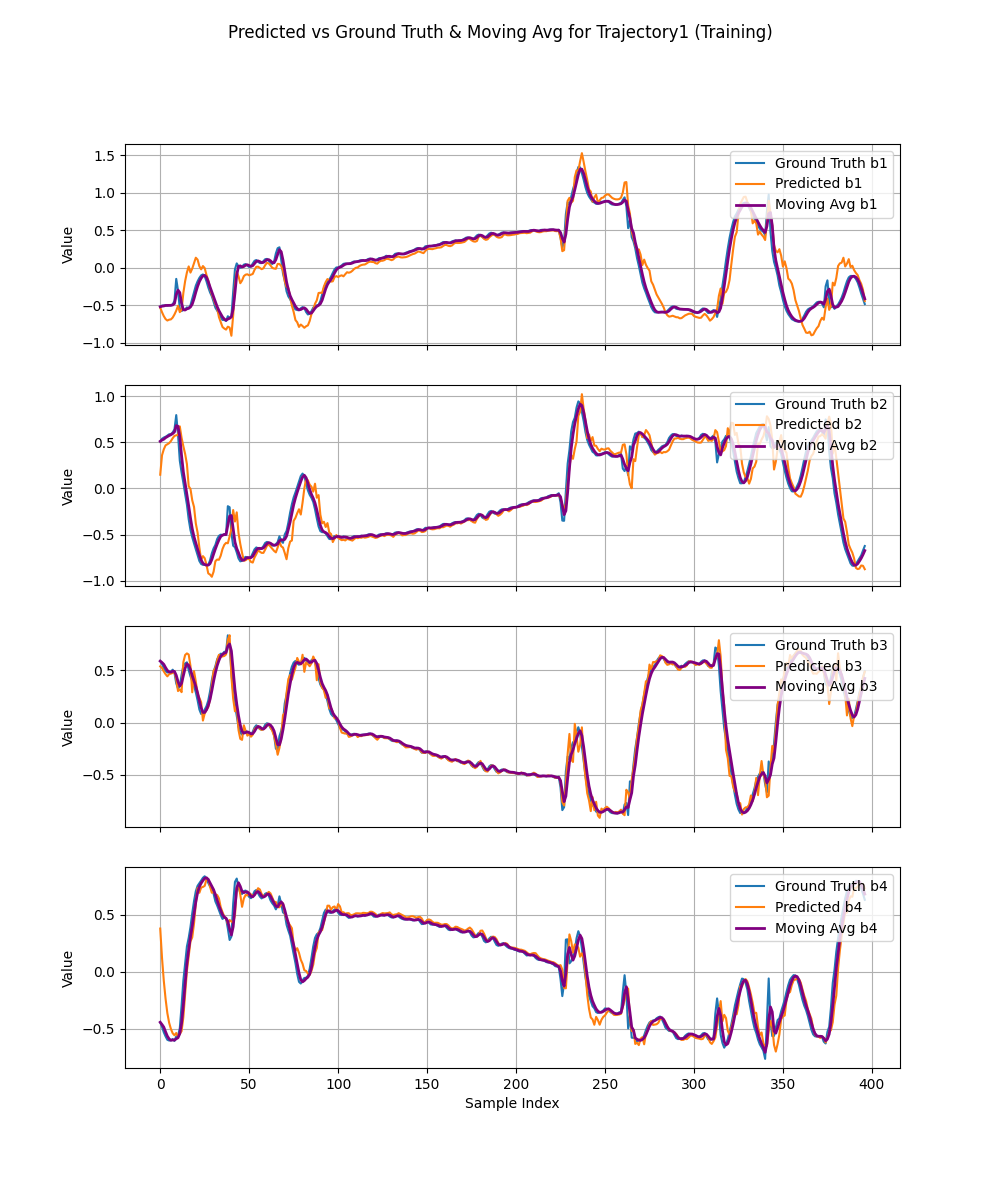 Predicted vs Ground Truth & Moving Avg for Trajectory1 (Training)
1.5
1.0
0.5
0.0
−0.5
−1.0
Value
Ground Truth b1
Predicted b1
Moving Avg b1
1.0
0.5
0.0
−0.5
−1.0
Value
Ground Truth b2
Predicted b2
Moving Avg b2
0.5
0.0
−0.5
Value
Ground Truth b3
Predicted b3
Moving Avg b3
0.5
0.0
−0.5
Value
Ground Truth b4
Predicted b4
Moving Avg b4
0 50 100 150 200 250 300 350 400
Sample Index